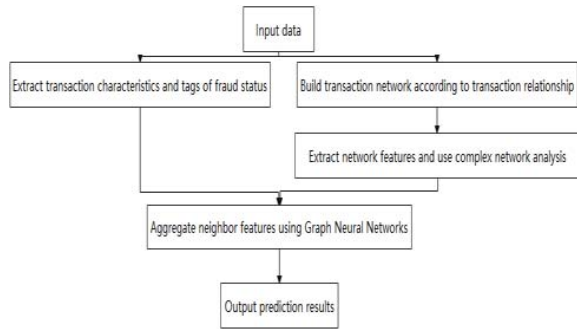 Input data
Extract transaction characteristics and tags of fraud status
Build transaction network according to transaction relationship
Extract network features and use complex network analysis
Aggregate neighbor features using Graph Neural Networks
Output prediction results